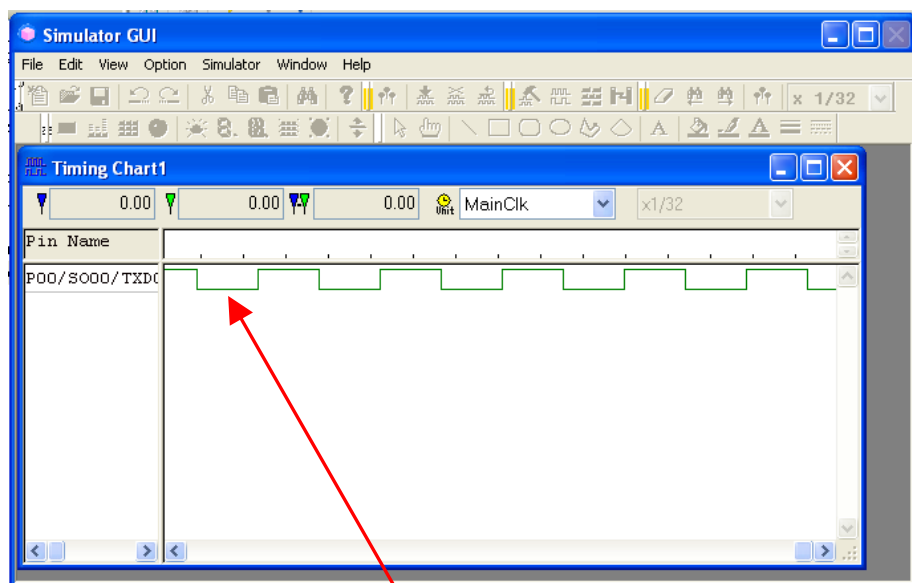 Simulator GUI
File Edit View Option Simulator Window Help
x 1/32
Timing Chart1
0.00 0.00 0.00 Unit MainClk x1/32
Pin Name
P00/SO00/TXD0